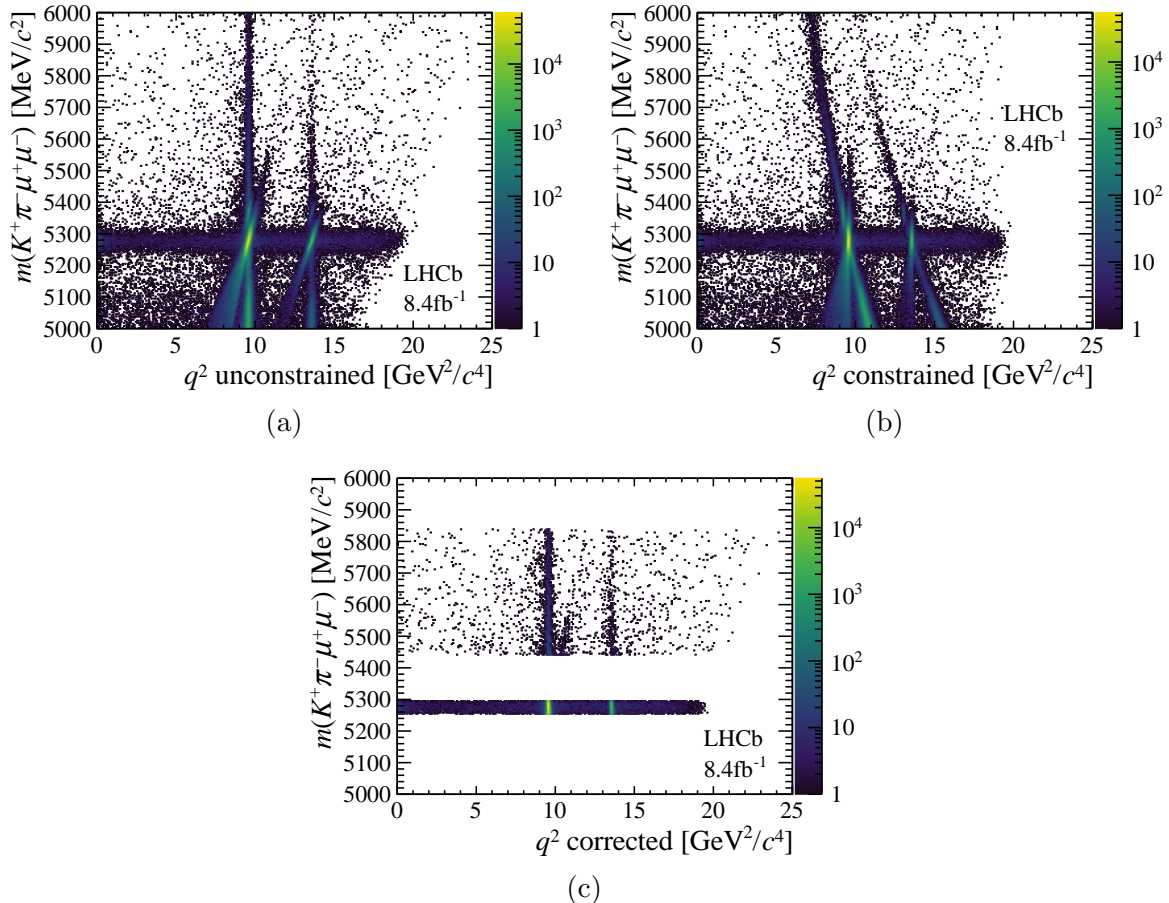 6000
5900
5800
5700
5600
5500
5400
5300
5200
5100
5000
m(K⁺π⁻μ⁺μ⁻) [MeV/c²]
0 5 10 15 20 25
q² unconstrained [GeV²/c⁴]
LHCb
8.4fb⁻¹
10⁴
10³
10²
10
1
(a)
6000
5900
5800
5700
5600
5500
5400
5300
5200
5100
5000
m(K⁺π⁻μ⁺μ⁻) [MeV/c²]
0 5 10 15 20 25
q² constrained [GeV²/c⁴]
LHCb
8.4fb⁻¹
10⁴
10³
10²
10
1
(b)
6000
5900
5800
5700
5600
5500
5400
5300
5200
5100
5000
m(K⁺π⁻μ⁺μ⁻) [MeV/c²]
0 5 10 15 20 25
q² corrected [GeV²/c⁴]
LHCb
8.4fb⁻¹
10⁴
10³
10²
10
1
(c)